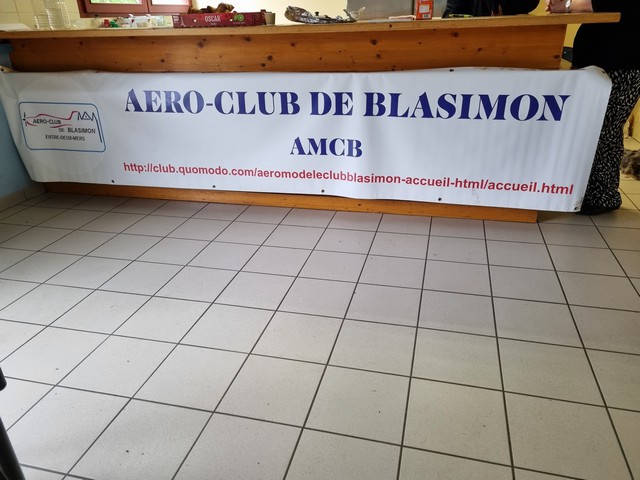 OSCAR
AERO-CLUB DE BLASIMON
AMCB
http://club.quomodo.com/aeromodeleclubblasimon-accueil-html/accueil.html
AERO-CLUB
DE BLASIMON
ENTRE-DEUX-MERS